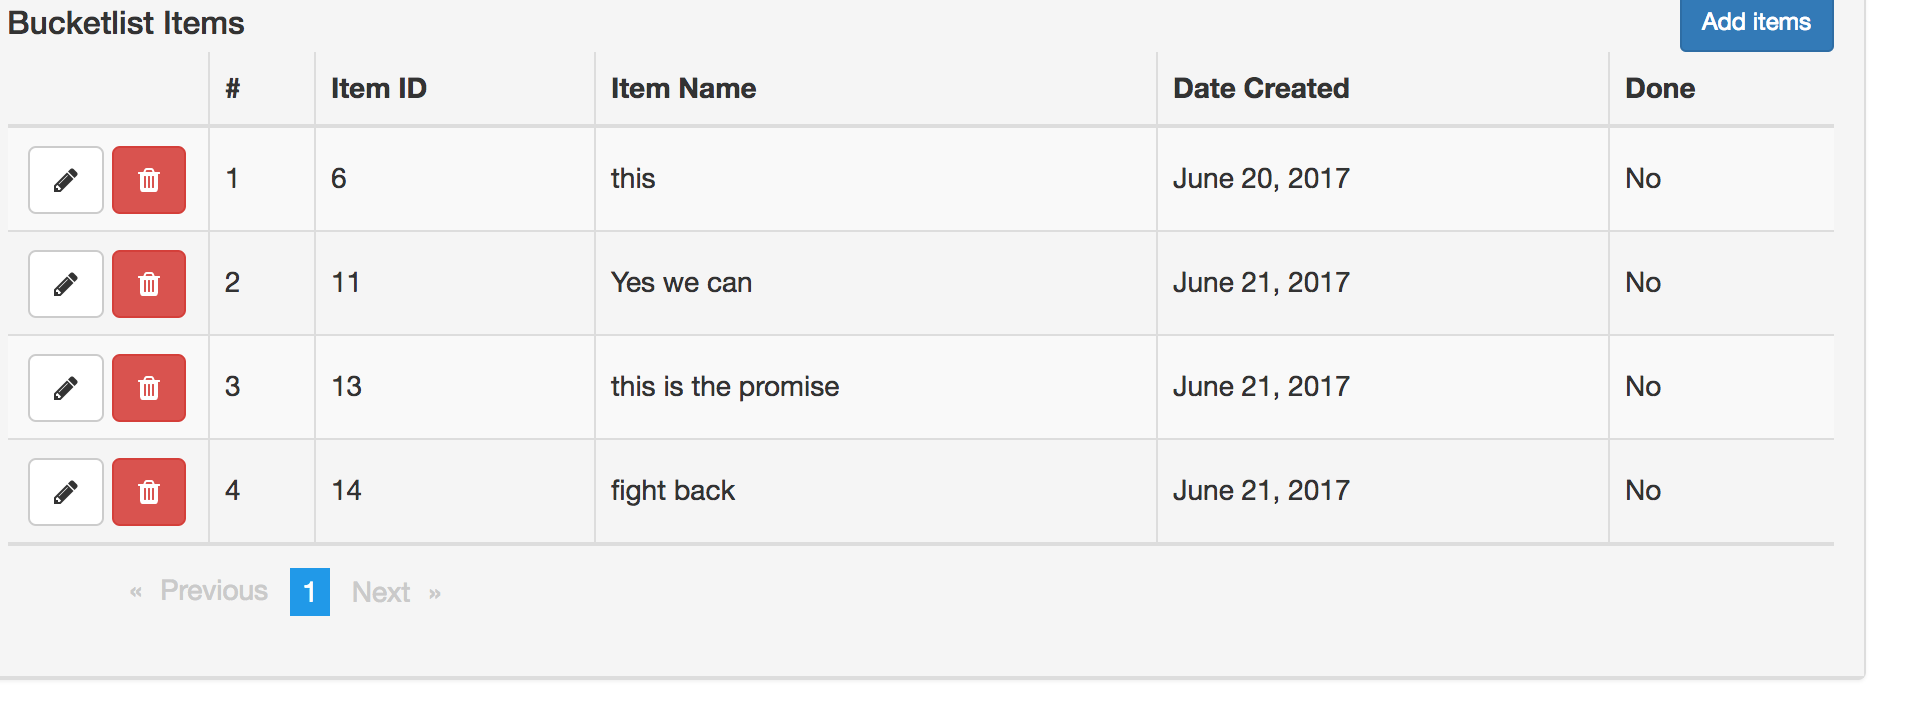 Bucketlist Items Add items
# Item ID Item Name Date Created Done
1 6 this June 20, 2017 No
2 11 Yes we can June 21, 2017 No
3 13 this is the promise June 21, 2017 No
4 14 fight back June 21, 2017 No
« Previous 1 Next »